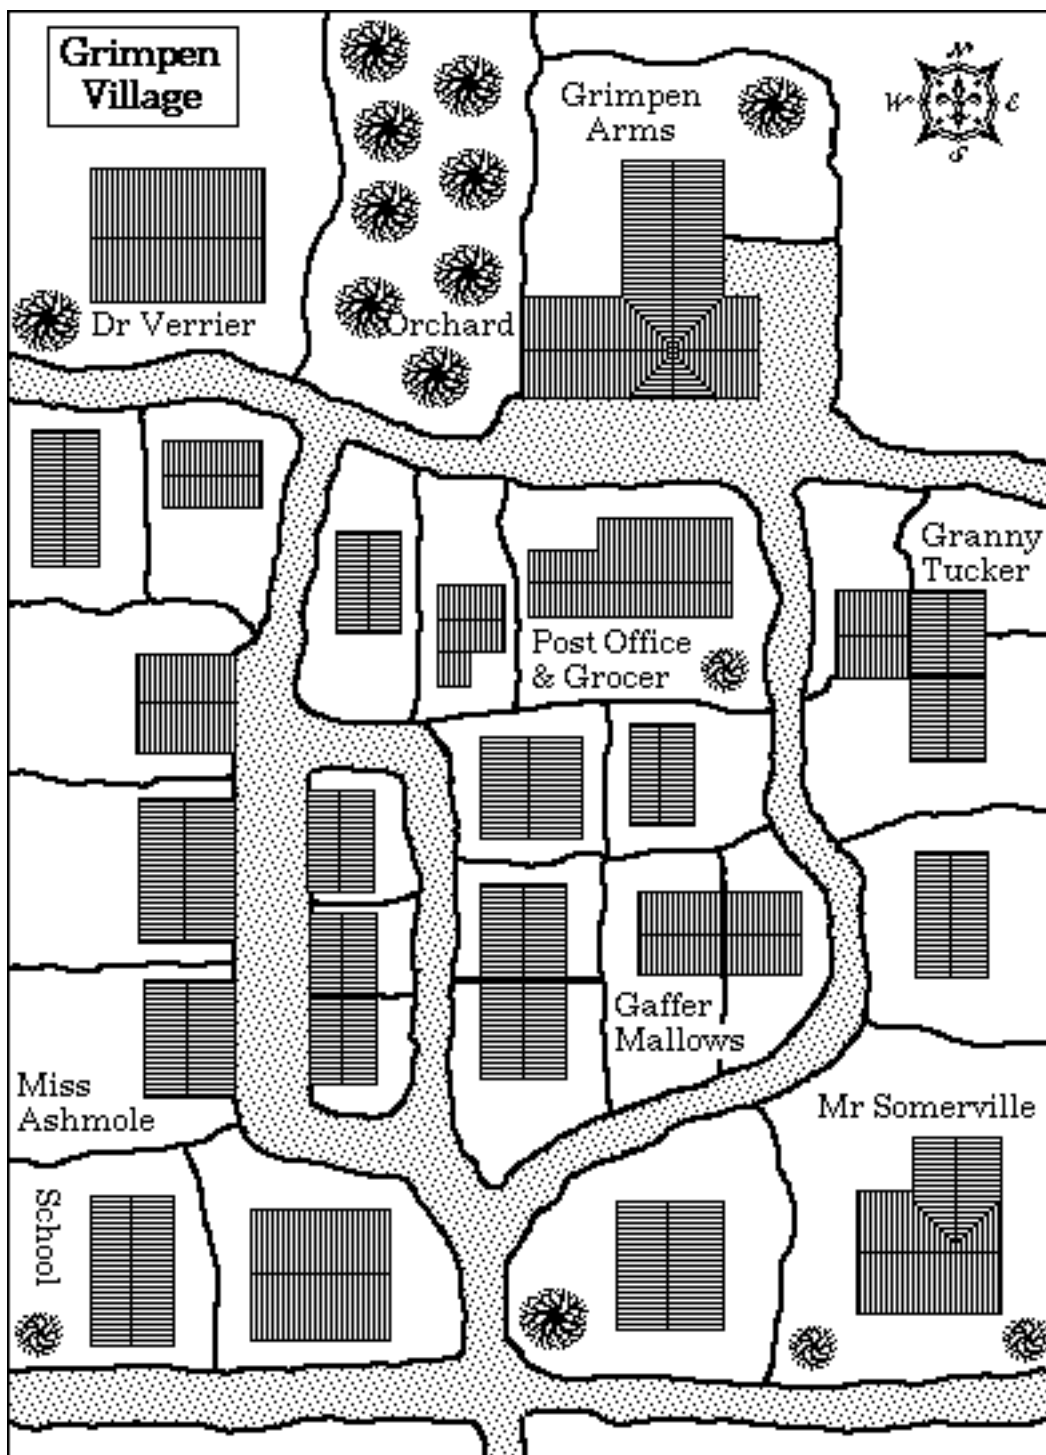 Grimpen
Village
Grimpen
Arms
N
W
E
S
Dr Verrier
Orchard
Granny
Tucker
Post Office
& Grocer
Gaffer
Mallows
Miss
Ashmole
Mr Somerville
School